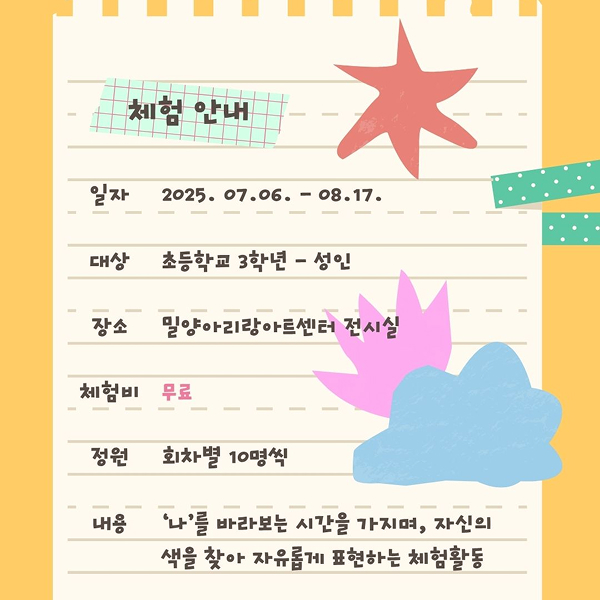 체험 안내
일자 2025. 07.06. - 08.17.
대상 초등학교 3학년 - 성인
장소 밀양아리랑아트센터 전시실
체험비 무료
정원 회차별 10명씩
내용 '나'를 바라보는 시간을 가지며, 자신의
색을 찾아 자유롭게 표현하는 체험활동